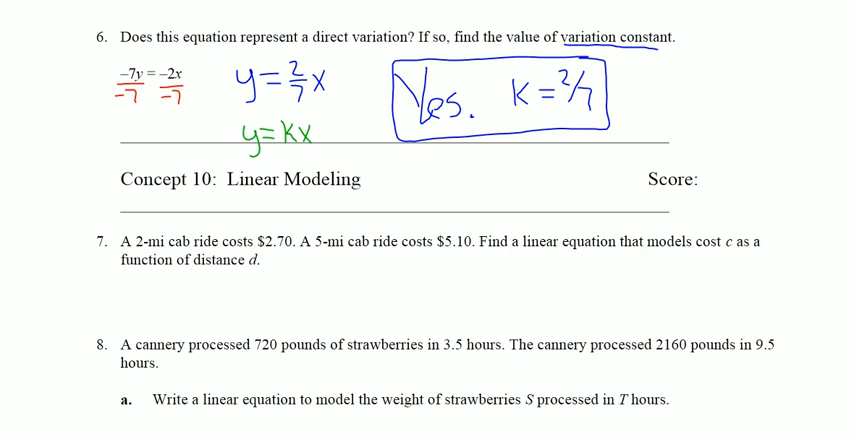 6. Does this equation represent a direct variation? If so, find the value of variation constant.
–7y = –2x
–7 –7
y = 2/7 x
y = kx
Yes. K = 2/7
Concept 10: Linear Modeling Score:
7. A 2-mi cab ride costs $2.70. A 5-mi cab ride costs $5.10. Find a linear equation that models cost c as a
function of distance d.
8. A cannery processed 720 pounds of strawberries in 3.5 hours. The cannery processed 2160 pounds in 9.5
hours.
a. Write a linear equation to model the weight of strawberries S processed in T hours.